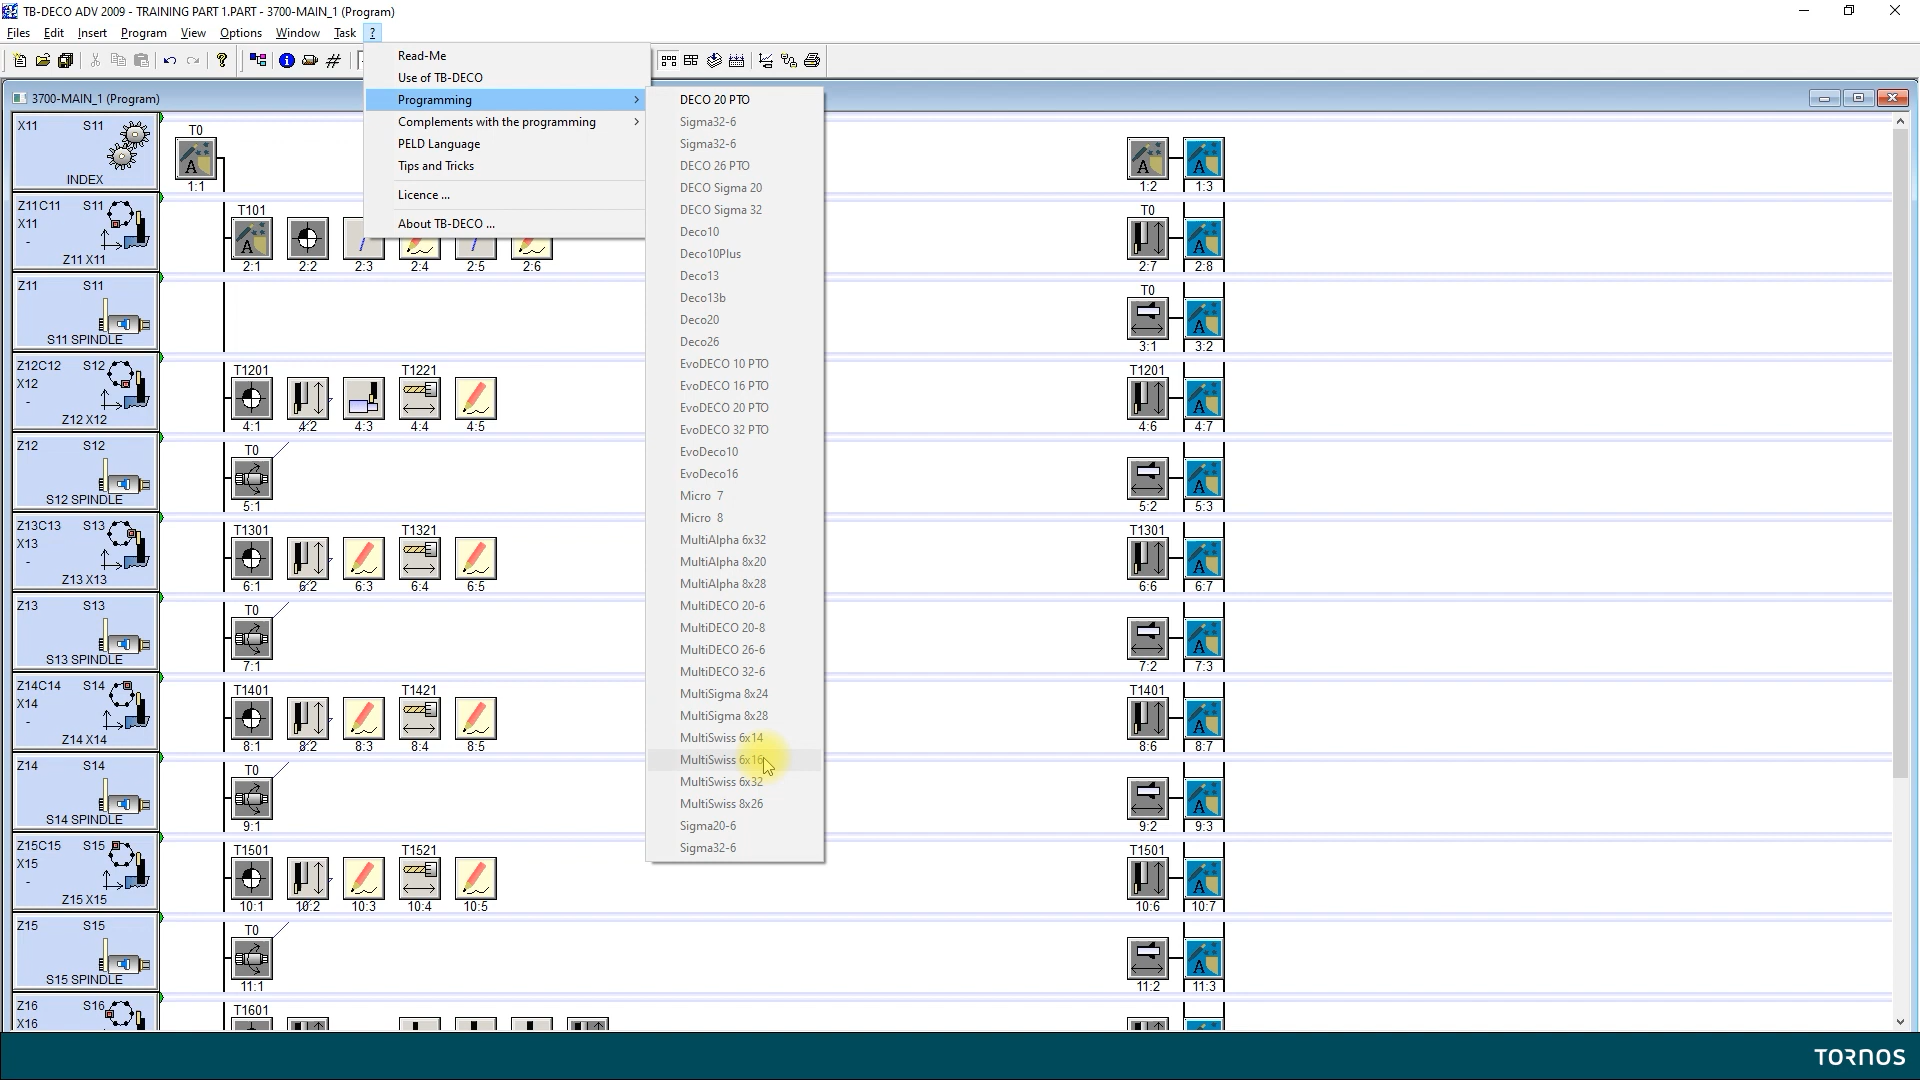 TB-DECO ADV 2009 - TRAINING PART 1.PART - 3700-MAIN_1 (Program)
Files Edit Insert Program View Options Window Task ?
Read-Me
Use of TB-DECO
Programming
Complements with the programming
PELD Language
Tips and Tricks
Licence ...
About TB-DECO ...
DECO 20 PTO
Sigma32-6
Sigma32-6
DECO 26 PTO
DECO Sigma 20
DECO Sigma 32
Deco10
Deco10Plus
Deco13
Deco13b
Deco20
Deco26
EvoDECO 10 PTO
EvoDECO 16 PTO
EvoDECO 20 PTO
EvoDECO 32 PTO
EvoDeco10
EvoDeco16
Micro 7
Micro 8
MultiAlpha 6x32
MultiAlpha 8x20
MultiAlpha 8x28
MultiDECO 20-6
MultiDECO 20-8
MultiDECO 26-6
MultiDECO 32-6
MultiSigma 8x24
MultiSigma 8x28
MultiSwiss 6x14
MultiSwiss 6x16
MultiSwiss 6x32
MultiSwiss 8x26
Sigma20-6
Sigma32-6
3700-MAIN_1 (Program)
X11 S11
INDEX
T0
1:1 1:2 1:3
Z11C11 S11
X11
-
Z11 X11
T101 T0
2:1 2:2 2:3 2:4 2:5 2:6 2:7 2:8
Z11 S11
S11 SPINDLE
T0
3:1 3:2
Z12C12 S12
X12
-
Z12 X12
T1201 T1221 T1201
4:1 4:2 4:3 4:4 4:5 4:6 4:7
Z12 S12
S12 SPINDLE
T0
5:1 5:2 5:3
Z13C13 S13
X13
-
Z13 X13
T1301 T1321 T1301
6:1 6:2 6:3 6:4 6:5 6:6 6:7
Z13 S13
S13 SPINDLE
T0
7:1 7:2 7:3
Z14C14 S14
X14
-
Z14 X14
T1401 T1421 T1401
8:1 8:2 8:3 8:4 8:5 8:6 8:7
Z14 S14
S14 SPINDLE
T0
9:1 9:2 9:3
Z15C15 S15
X15
-
Z15 X15
T1501 T1521 T1501
10:1 10:2 10:3 10:4 10:5 10:6 10:7
Z15 S15
S15 SPINDLE
T0
11:1 11:2 11:3
Z16 S16
X16
T1601
TORNOS